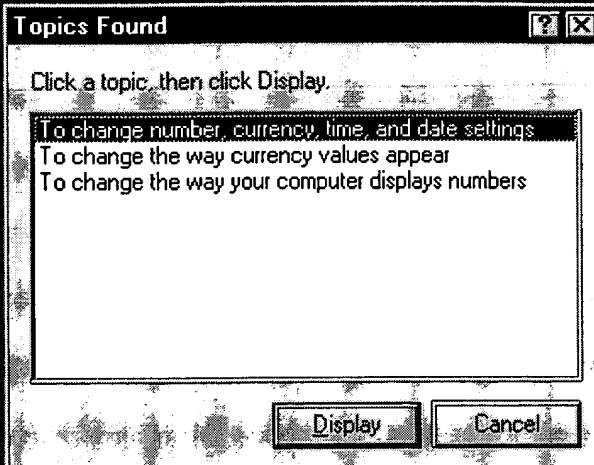 Topics Found
Click a topic, then click Display.
To change number, currency, time, and date settings
To change the way currency values appear
To change the way your computer displays numbers
Display Cancel